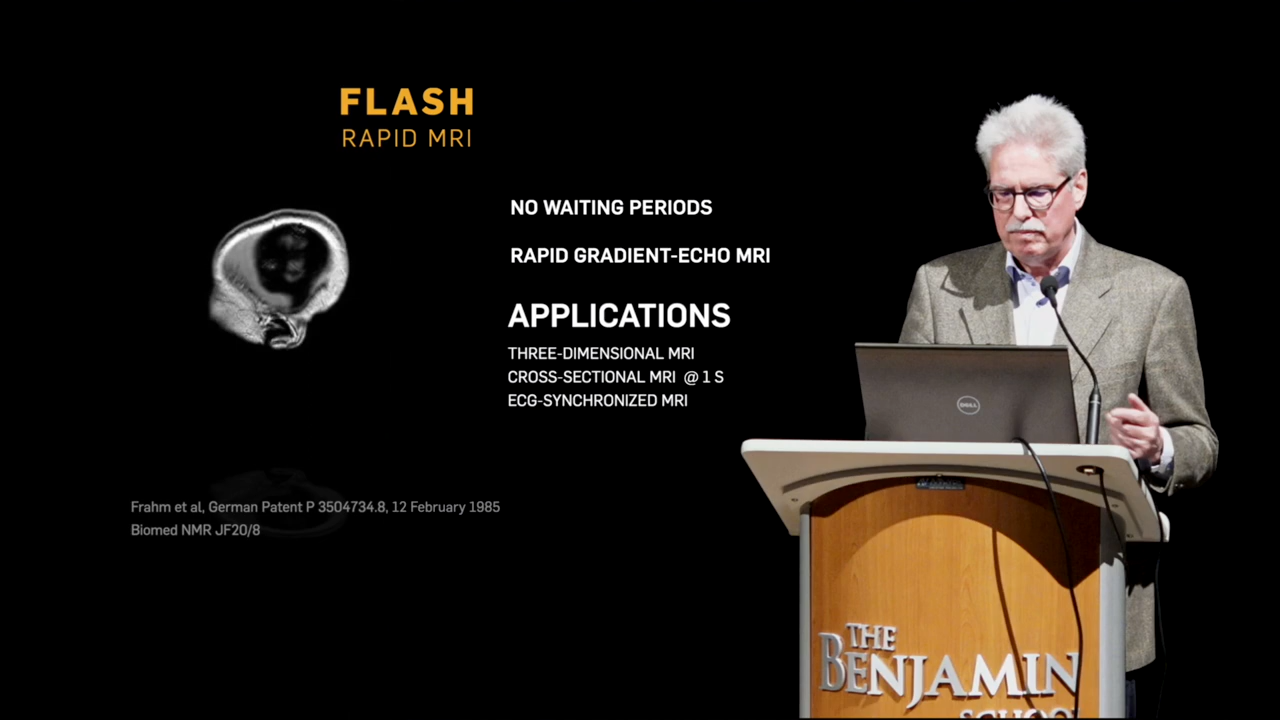 FLASH
RAPID MRI
NO WAITING PERIODS
RAPID GRADIENT-ECHO MRI
APPLICATIONS
THREE-DIMENSIONAL MRI
CROSS-SECTIONAL MRI @ 1 S
ECG-SYNCHRONIZED MRI
Frahm et al, German Patent P 3504734.8, 12 February 1985
Biomed NMR JF20/8
DELL
THE
BENJAMIN
SCHOOL